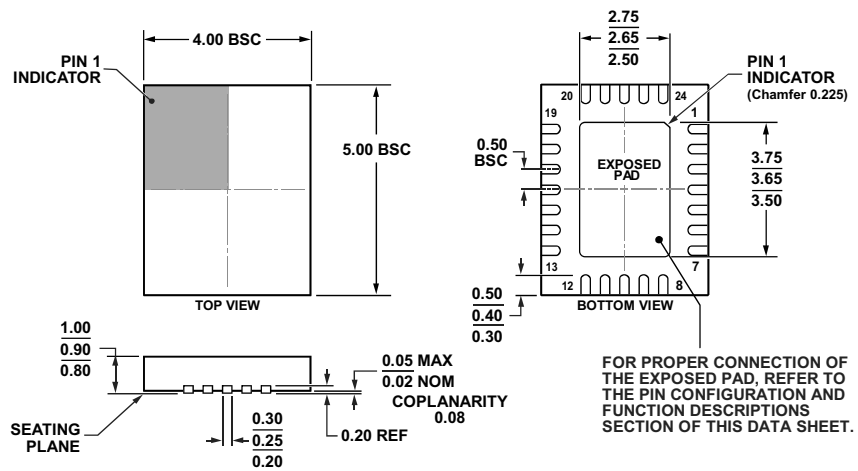 4.00 BSC
PIN 1
INDICATOR
5.00 BSC
TOP VIEW
2.75
2.65
2.50
PIN 1
INDICATOR
(Chamfer 0.225)
20
24
19
1
0.50
BSC
EXPOSED
PAD
3.75
3.65
3.50
13
7
12
8
BOTTOM VIEW
0.50
0.40
0.30
1.00
0.90
0.80
0.05 MAX
0.02 NOM
COPLANARITY
0.08
SEATING
PLANE
0.30
0.25
0.20
0.20 REF
FOR PROPER CONNECTION OF
THE EXPOSED PAD, REFER TO
THE PIN CONFIGURATION AND
FUNCTION DESCRIPTIONS
SECTION OF THIS DATA SHEET.